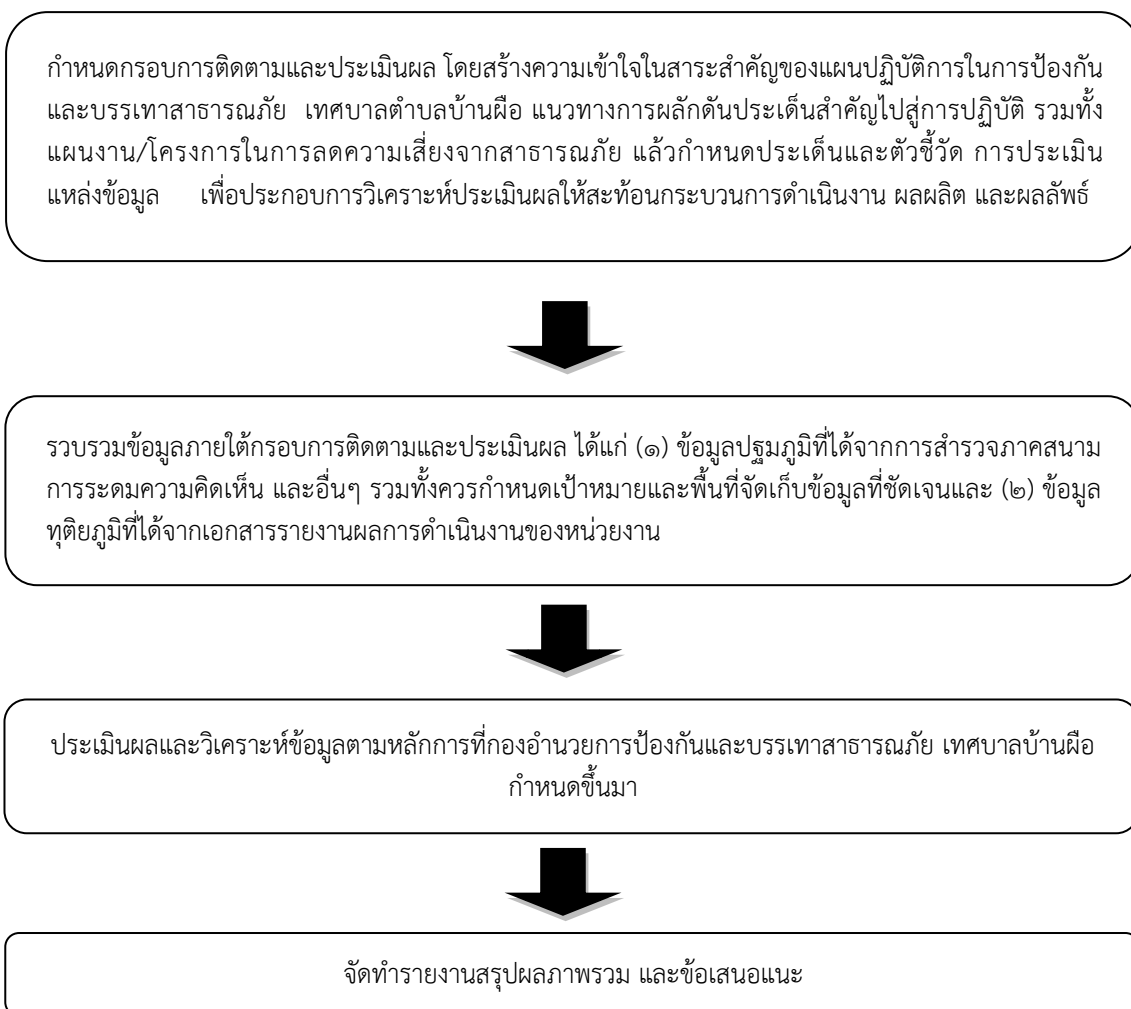 กำหนดกรอบการติดตามและประเมินผล โดยสร้างความเข้าใจในสาระสำคัญของแผนปฏิบัติการในการป้องกัน
และบรรเทาสาธารณภัย เทศบาลตำบลบ้านผือ แนวทางการผลักดันประเด็นสำคัญไปสู่การปฏิบัติ รวมทั้ง
แผนงาน/โครงการในการลดความเสี่ยงจากสาธารณภัย แล้วกำหนดประเด็นและตัวชี้วัด การประเมิน
แหล่งข้อมูล เพื่อประกอบการวิเคราะห์ประเมินผลให้สะท้อนกระบวนการดำเนินงาน ผลผลิต และผลลัพธ์
รวบรวมข้อมูลภายใต้กรอบการติดตามและประเมินผล ได้แก่ (๑) ข้อมูลปฐมภูมิที่ได้จากการสำรวจภาคสนาม
การระดมความคิดเห็น และอื่นๆ รวมทั้งควรกำหนดเป้าหมายและพื้นที่จัดเก็บข้อมูลที่ชัดเจนและ (๒) ข้อมูล
ทุติยภูมิที่ได้จากเอกสารรายงานผลการดำเนินงานของหน่วยงาน
ประเมินผลและวิเคราะห์ข้อมูลตามหลักการที่กองอำนวยการป้องกันและบรรเทาสาธารณภัย เทศบาลบ้านผือ
กำหนดขึ้นมา
จัดทำรายงานสรุปผลภาพรวม และข้อเสนอแนะ